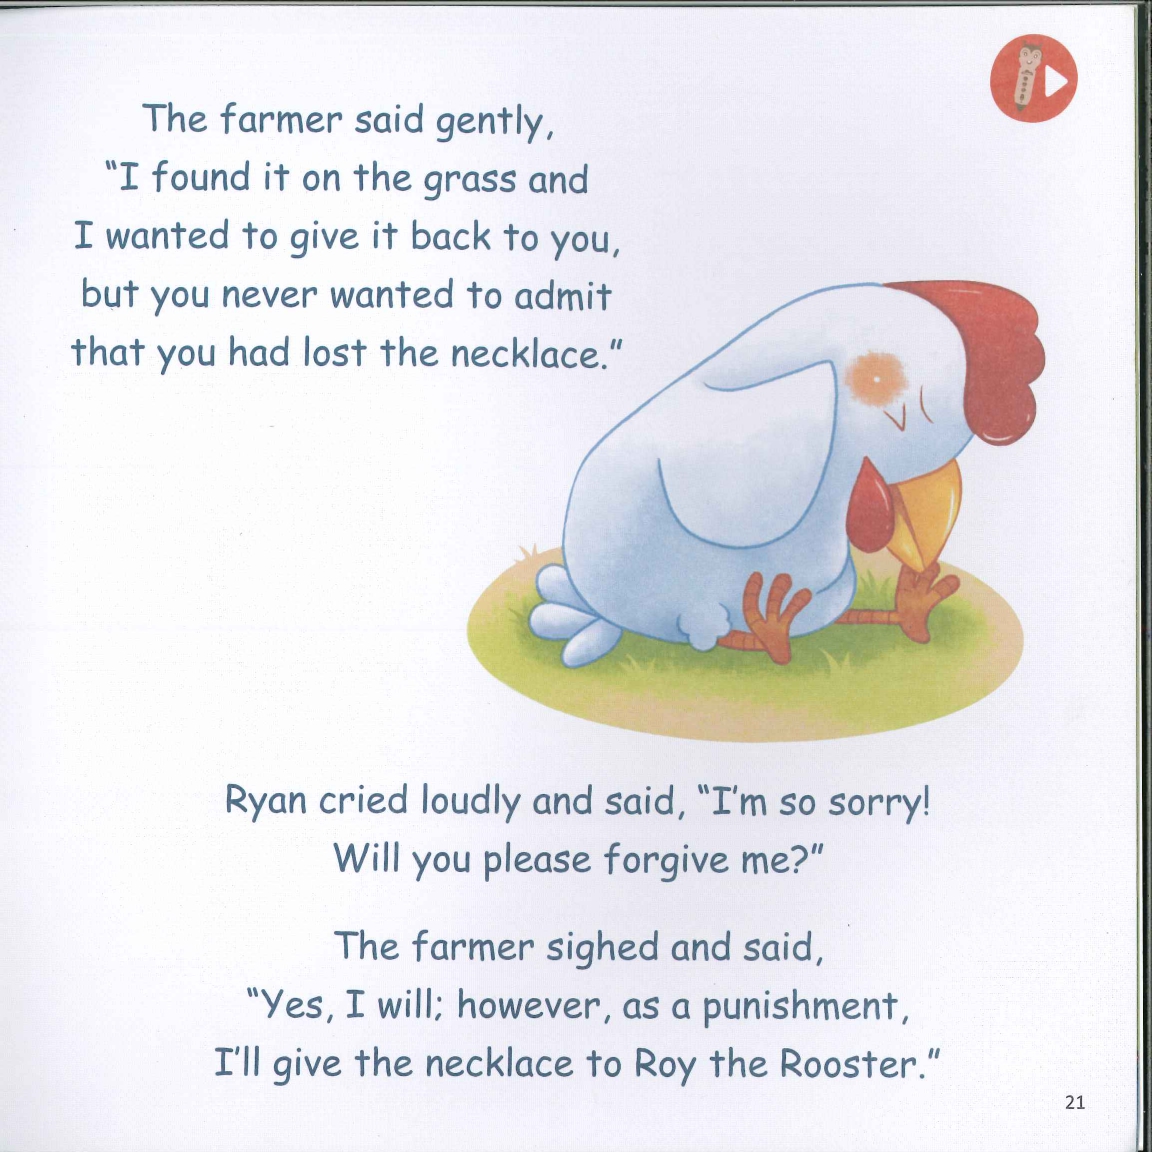 The farmer said gently,
“I found it on the grass and
I wanted to give it back to you,
but you never wanted to admit
that you had lost the necklace.”
Ryan cried loudly and said, “I'm so sorry!
Will you please forgive me?”
The farmer sighed and said,
“Yes, I will; however, as a punishment,
I'll give the necklace to Roy the Rooster.”
21